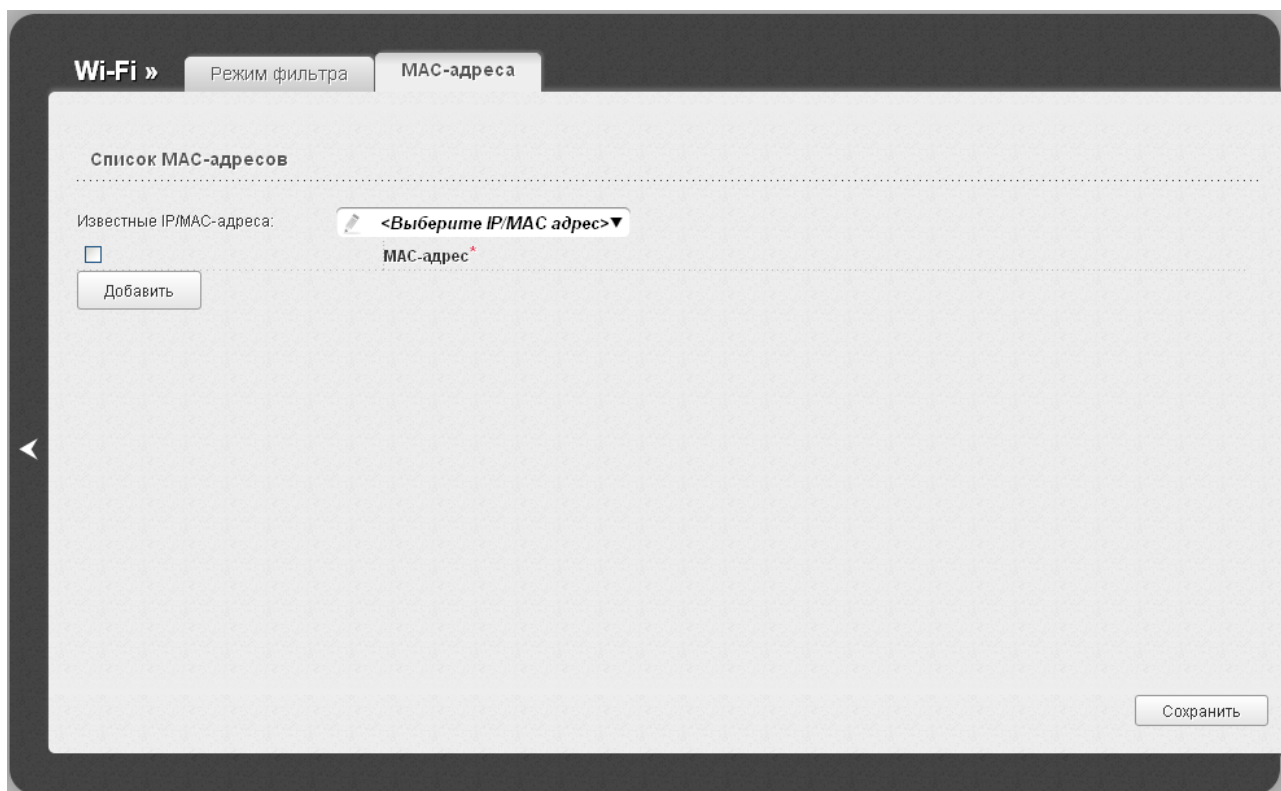 Wi-Fi » Режим фильтра MAC-адреса
Список MAC-адресов
Известные IP/MAC-адреса: <Выберите IP/MAC адрес>▼
MAC-адрес*
Добавить
Сохранить